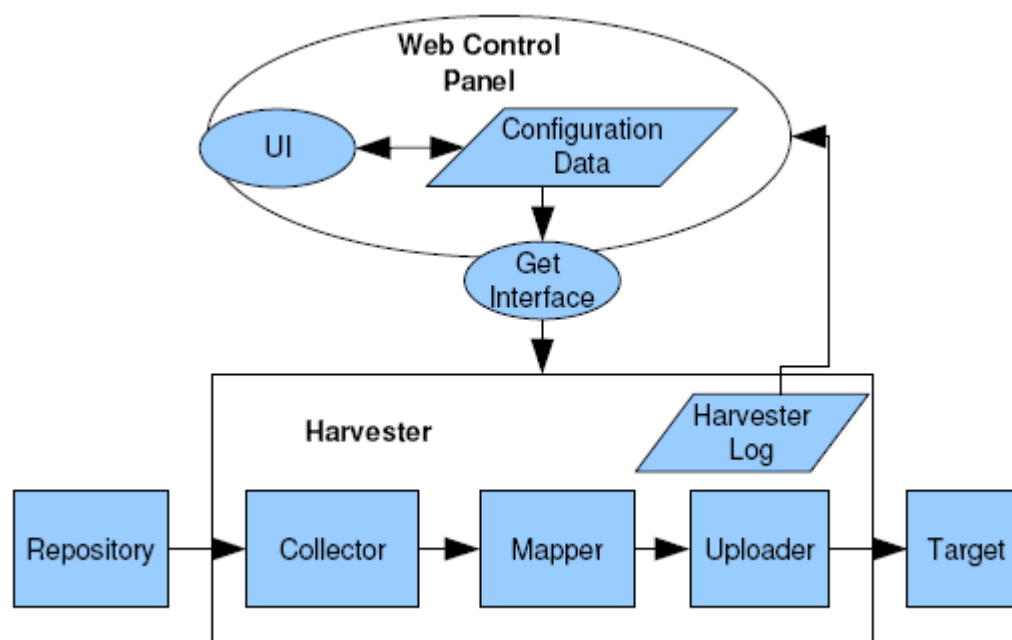 Web Control
Panel
UI
Configuration
Data
Get
Interface
Harvester
Harvester
Log
Repository
Collector
Mapper
Uploader
Target